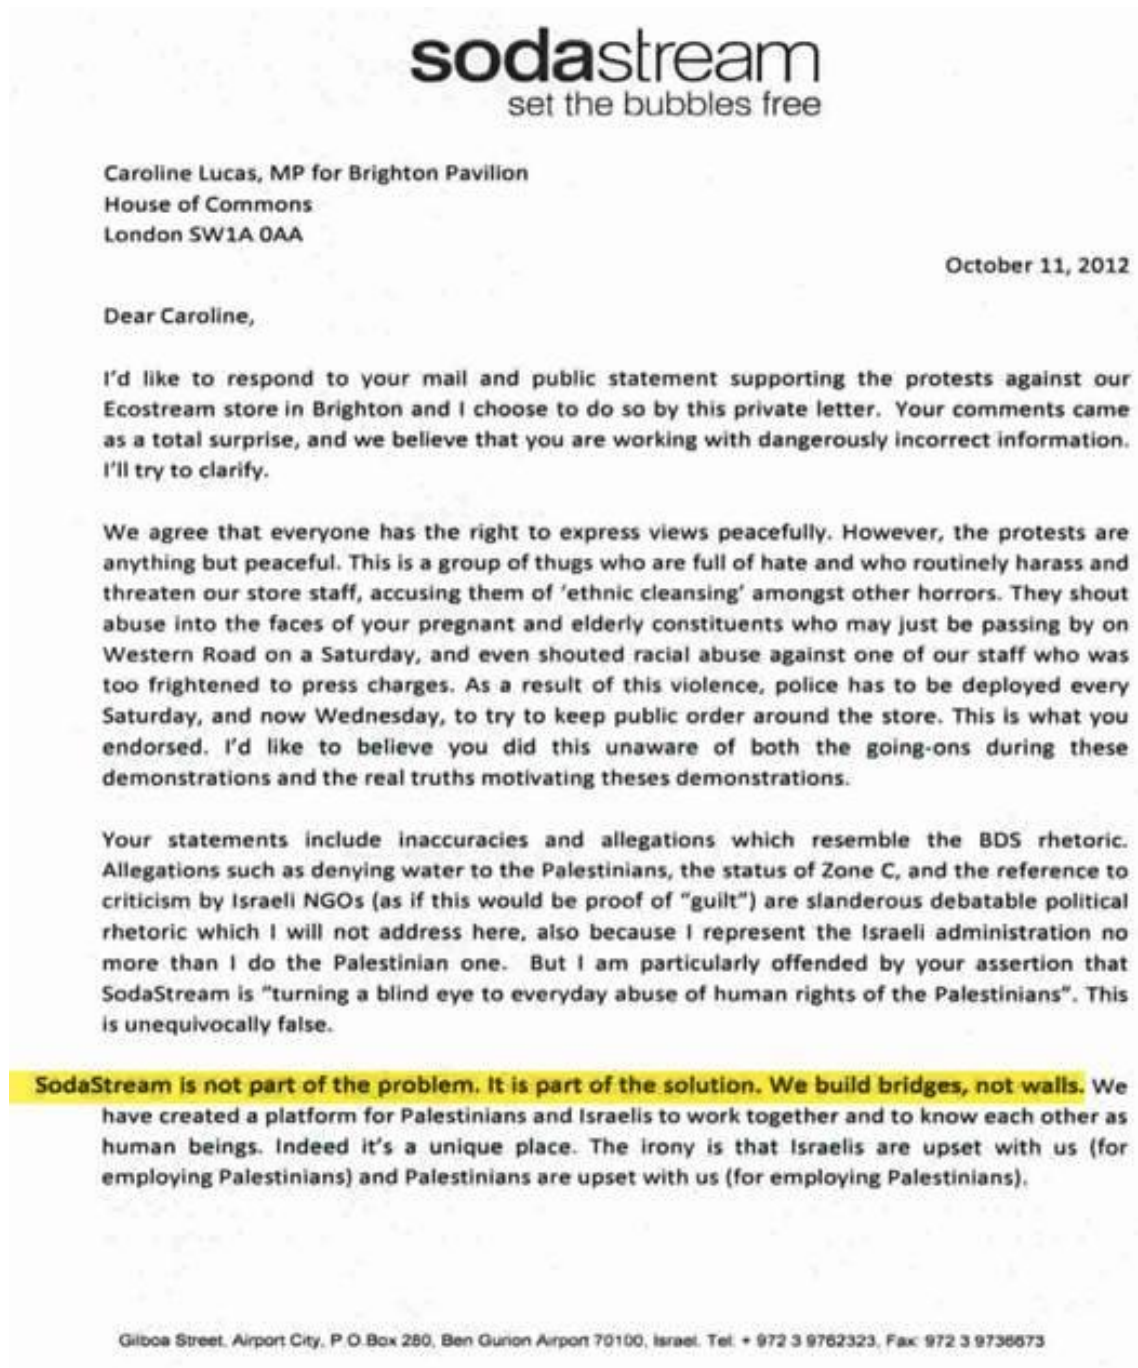 sodastream
set the bubbles free
Caroline Lucas, MP for Brighton Pavilion
House of Commons
London SW1A 0AA
October 11, 2012
Dear Caroline,
I'd like to respond to your mail and public statement supporting the protests against our
Ecostream store in Brighton and I choose to do so by this private letter. Your comments came
as a total surprise, and we believe that you are working with dangerously incorrect information.
I'll try to clarify.
We agree that everyone has the right to express views peacefully. However, the protests are
anything but peaceful. This is a group of thugs who are full of hate and who routinely harass and
threaten our store staff, accusing them of 'ethnic cleansing' amongst other horrors. They shout
abuse into the faces of your pregnant and elderly constituents who may just be passing by on
Western Road on a Saturday, and even shouted racial abuse against one of our staff who was
too frightened to press charges. As a result of this violence, police has to be deployed every
Saturday, and now Wednesday, to try to keep public order around the store. This is what you
endorsed. I'd like to believe you did this unaware of both the going-ons during these
demonstrations and the real truths motivating theses demonstrations.
Your statements include inaccuracies and allegations which resemble the BDS rhetoric.
Allegations such as denying water to the Palestinians, the status of Zone C, and the reference to
criticism by Israeli NGOs (as if this would be proof of "guilt") are slanderous debatable political
rhetoric which I will not address here, also because I represent the Israeli administration no
more than I do the Palestinian one. But I am particularly offended by your assertion that
SodaStream is "turning a blind eye to everyday abuse of human rights of the Palestinians". This
is unequivocally false.
SodaStream is not part of the problem. It is part of the solution. We build bridges, not walls. We
have created a platform for Palestinians and Israelis to work together and to know each other as
human beings. Indeed it's a unique place. The irony is that Israelis are upset with us (for
employing Palestinians) and Palestinians are upset with us (for employing Palestinians).
Gilboa Street, Airport City, P.O.Box 280, Ben Gurion Airport 70100, Israel. Tel: + 972 3 9762323, Fax: 972 3 9736673